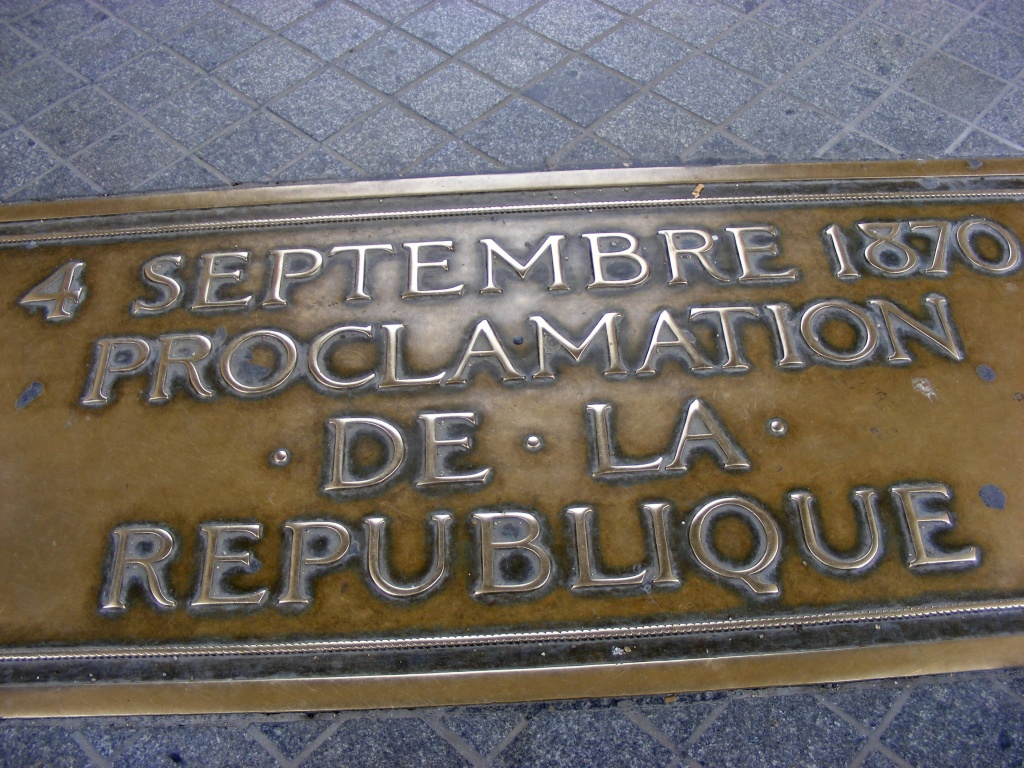 4 SEPTEMBRE 1870
PROCLAMATION
· DE · LA ·
REPUBLIQUE